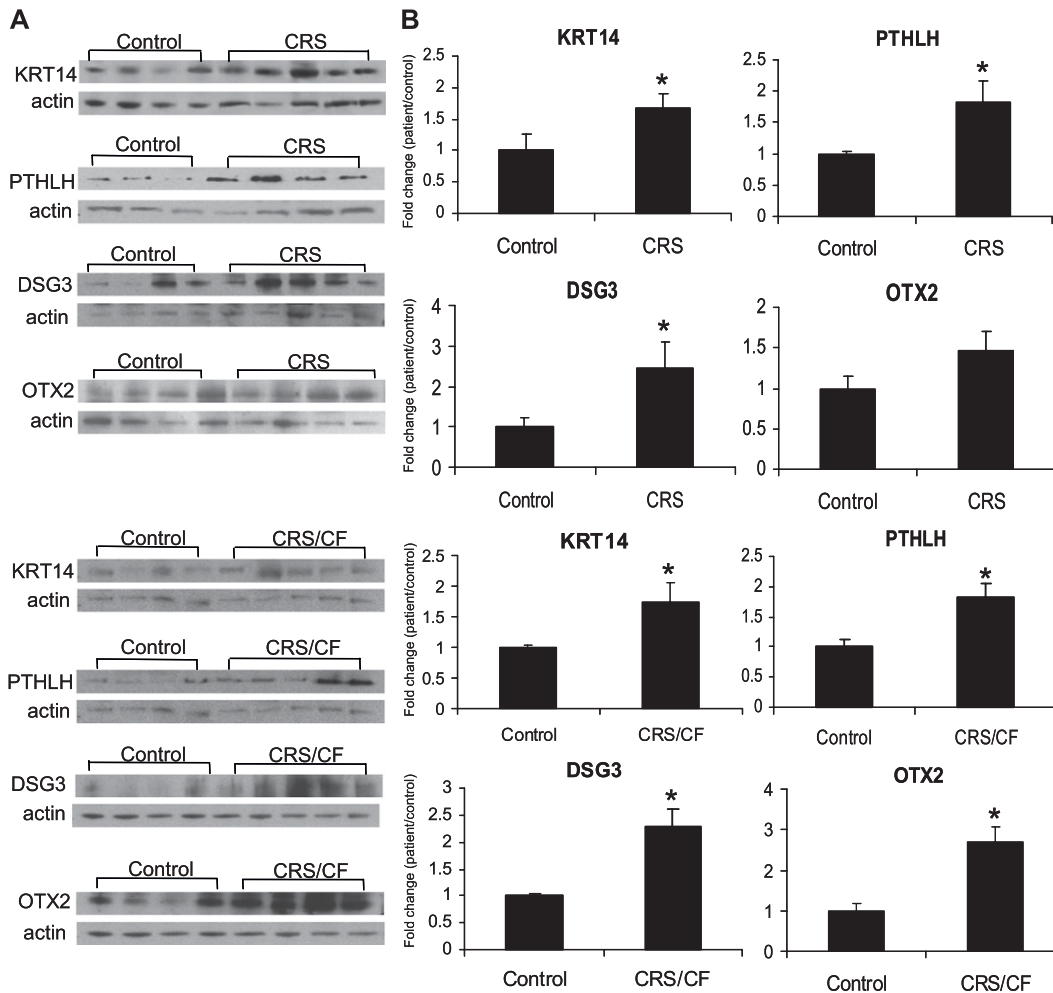 A
Control CRS
KRT14
actin
Control CRS
PTHLH
actin
Control CRS
DSG3
actin
Control CRS
OTX2
actin
Control CRS/CF
KRT14
actin
Control CRS/CF
PTHLH
actin
Control CRS/CF
DSG3
actin
Control CRS/CF
OTX2
actin
B
KRT14
Fold change (patient/control)
2.5
2
1.5
1
0.5
0
*
Control CRS
PTHLH
2.5
2
1.5
1
0.5
0
*
Control CRS
DSG3
Fold change (patient/control)
4
3
2
1
0
*
Control CRS
OTX2
2
1.5
1
0.5
0
Control CRS
KRT14
Fold change (patient/control)
2.5
2
1.5
1
0.5
0
*
Control CRS/CF
PTHLH
2.5
2
1.5
1
0.5
0
*
Control CRS/CF
DSG3
Fold change (patient/control)
3
2.5
2
1.5
1
0.5
0
*
Control CRS/CF
OTX2
4
3
2
1
0
*
Control CRS/CF